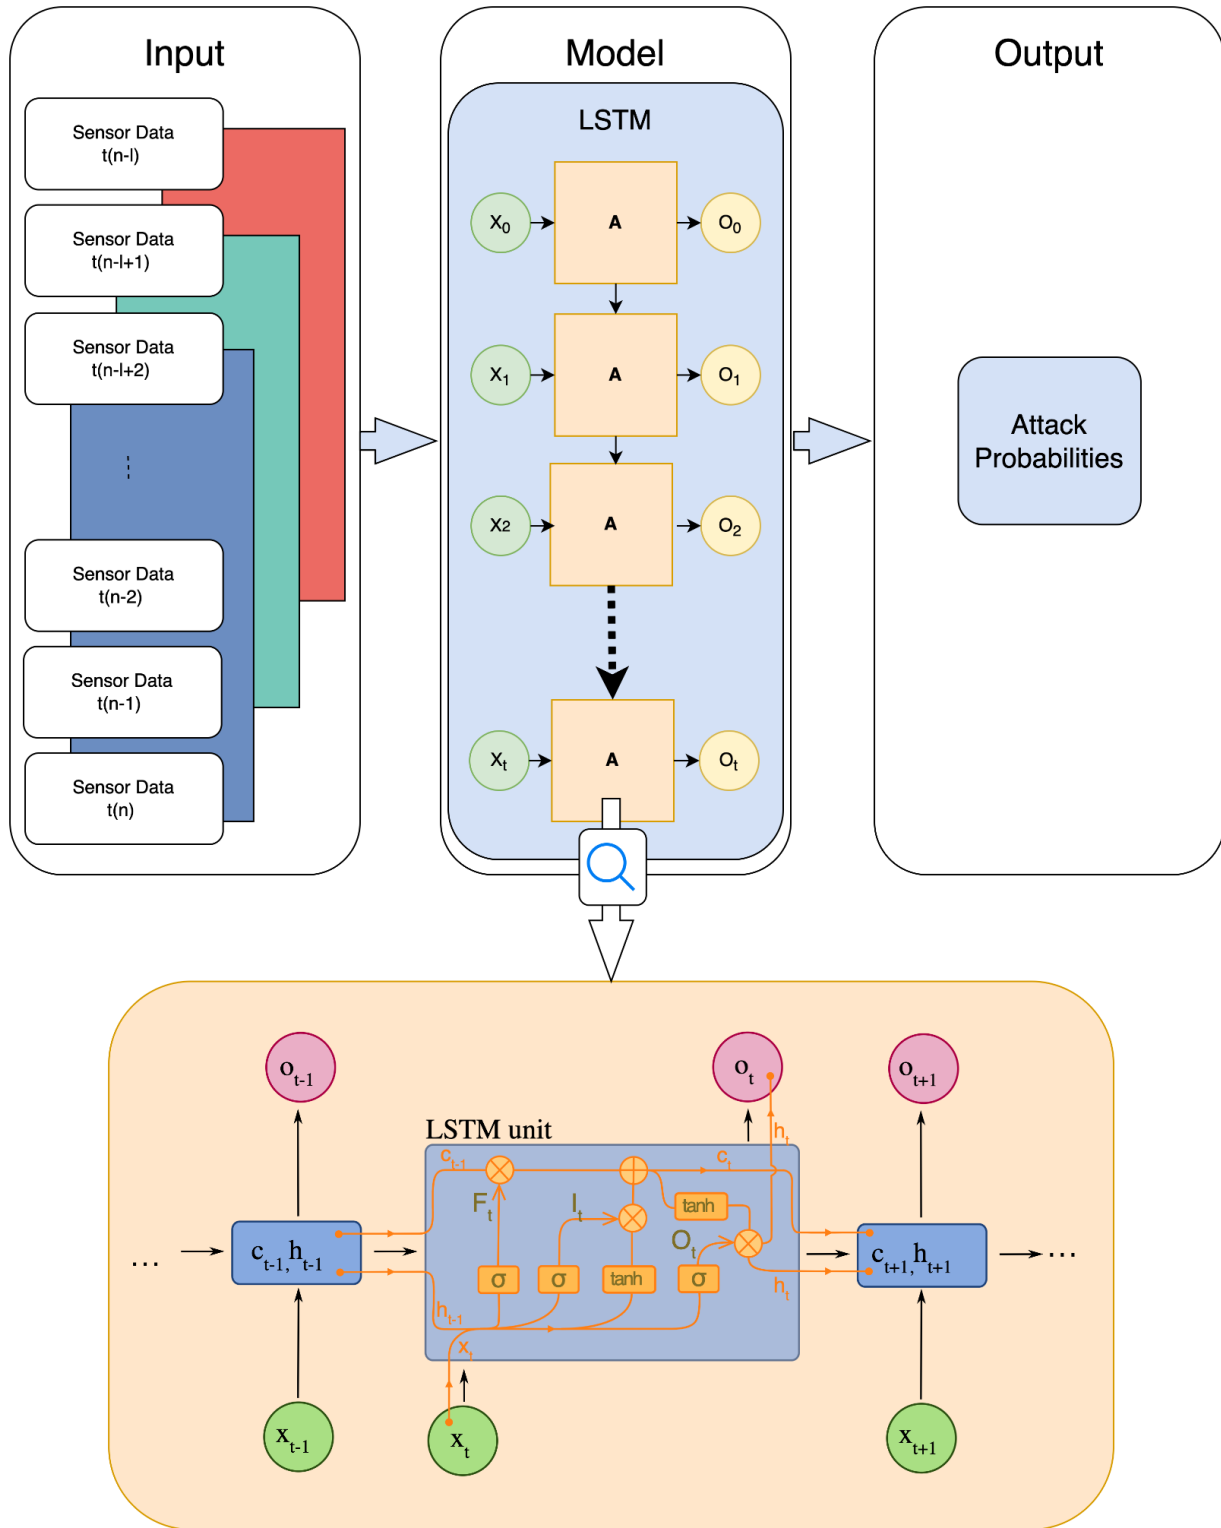 Input
Model
Output
Sensor Data
t(n-l)
Sensor Data
t(n-l+1)
Sensor Data
t(n-l+2)
Sensor Data
t(n-2)
Sensor Data
t(n-1)
Sensor Data
t(n)
LSTM
X₀ A O₀
X₁ A O₁
X₂ A O₂
Xₜ A Oₜ
Attack
Probabilities
oₜ₋₁ oₜ oₜ₊₁
LSTM unit
cₜ₋₁ cₜ hₜ
Fₜ Iₜ tanh
Oₜ
... cₜ₋₁,hₜ₋₁ cₜ₊₁,hₜ₊₁ ...
σ σ tanh σ
hₜ₋₁ hₜ
xₜ
xₜ₋₁ xₜ xₜ₊₁